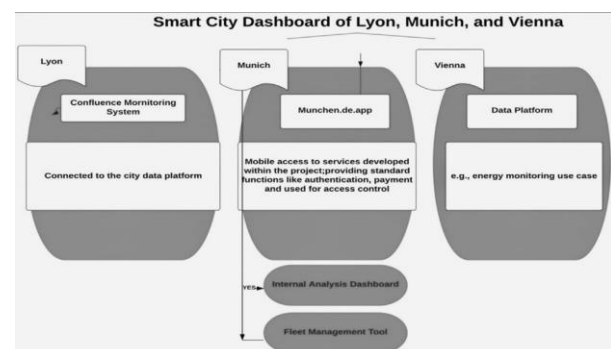 Smart City Dashboard of Lyon, Munich, and Vienna
Lyon
Munich
Vienna
Confluence Mornitoring
System
Munchen.de.app
Data Platform
Connected to the city data platform
Mobile access to services developed
within the project;providing standard
functions like authentication, payment
and used for access control
e.g., energy monitoring use case
YES
Internal Analysis Dashboard
Fleet Management Tool